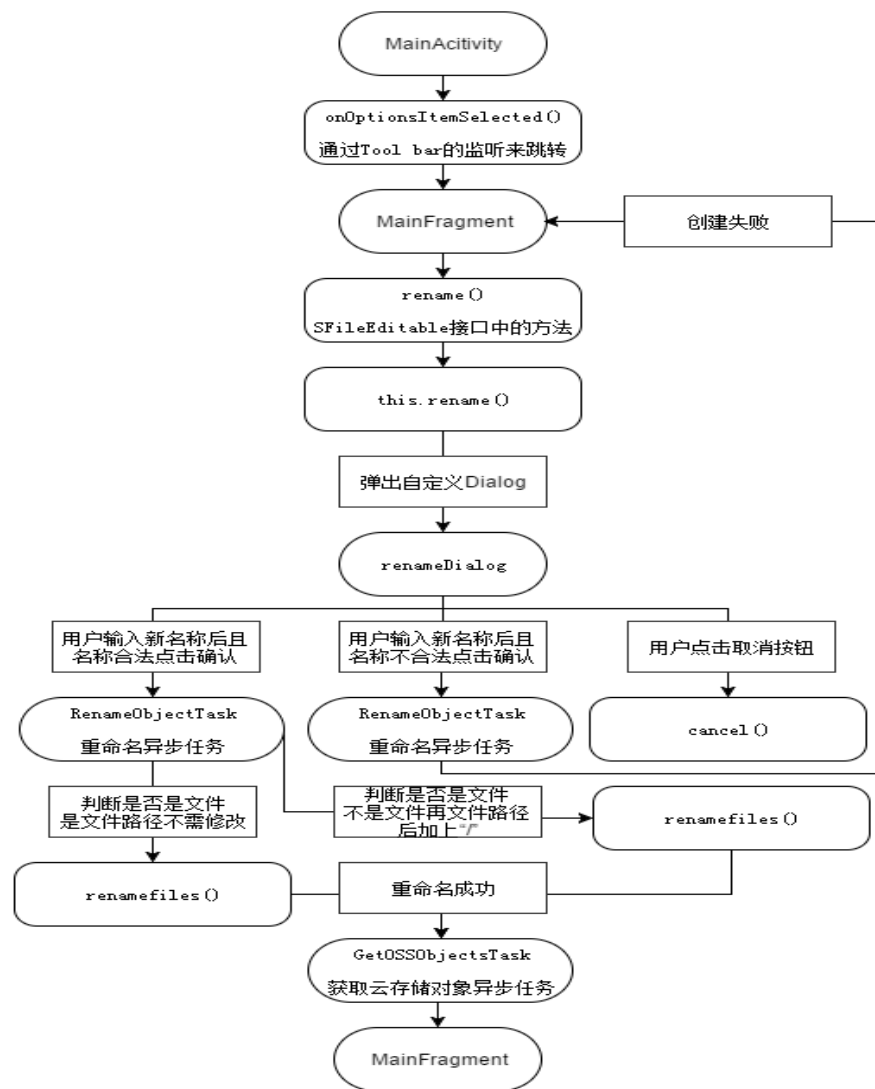 MainAcitivity
onOptionsItemSelected()
通过Tool bar的监听来跳转
MainFragment
创建失败
rename()
SFileEditable接口中的方法
this.rename()
弹出自定义Dialog
renameDialog
用户输入新名称后且
名称合法点击确认
用户输入新名称后且
名称不合法点击确认
用户点击取消按钮
RenameObjectTask
重命名异步任务
RenameObjectTask
重命名异步任务
cancel()
判断是否是文件
是文件路径不需修改
判断是否是文件
不是文件再文件路径
后加上“/”
renamefiles()
renamefiles()
重命名成功
GetOSSObjectsTask
获取云存储对象异步任务
MainFragment